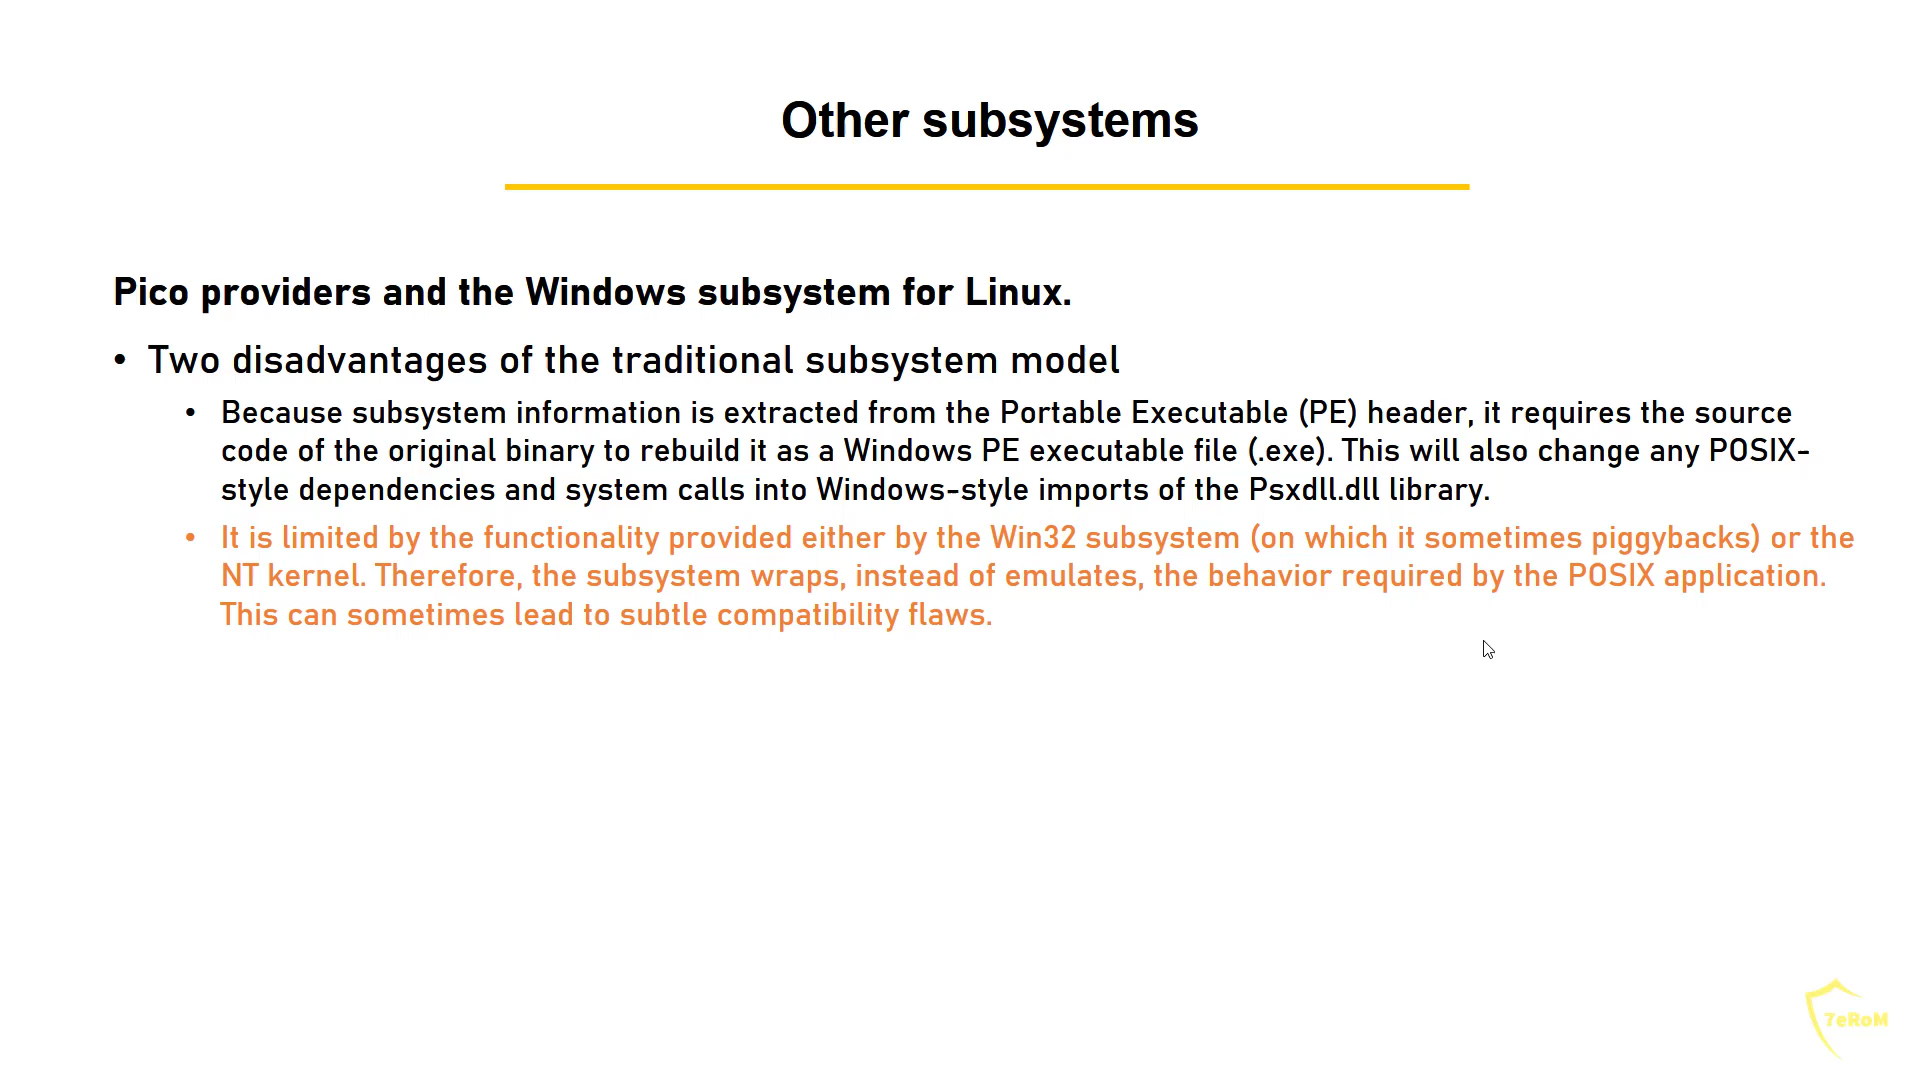 Other subsystems
Pico providers and the Windows subsystem for Linux.
• Two disadvantages of the traditional subsystem model
• Because subsystem information is extracted from the Portable Executable (PE) header, it requires the source
code of the original binary to rebuild it as a Windows PE executable file (.exe). This will also change any POSIX-
style dependencies and system calls into Windows-style imports of the Psxdll.dll library.
• It is limited by the functionality provided either by the Win32 subsystem (on which it sometimes piggybacks) or the
NT kernel. Therefore, the subsystem wraps, instead of emulates, the behavior required by the POSIX application.
This can sometimes lead to subtle compatibility flaws.
7eRoM